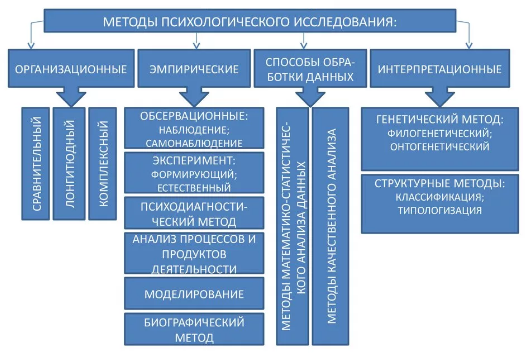 МЕТОДЫ ПСИХОЛОГИЧЕСКОГО ИССЛЕДОВАНИЯ:
ОРГАНИЗАЦИОННЫЕ
СРАВНИТЕЛЬНЫЙ
ЛОНГИТЮДНЫЙ
КОМПЛЕКСНЫЙ
ЭМПИРИЧЕСКИЕ
ОБСЕРВАЦИОННЫЕ:
НАБЛЮДЕНИЕ;
САМОНАБЛЮДЕНИЕ
ЭКСПЕРИМЕНТ:
ФОРМИРУЮЩИЙ;
ЕСТЕСТВЕННЫЙ
ПСИХОДИАГНОСТИ-
ЧЕСКИЙ МЕТОД
АНАЛИЗ ПРОЦЕССОВ И
ПРОДУКТОВ
ДЕЯТЕЛЬНОСТИ
МОДЕЛИРОВАНИЕ
БИОГРАФИЧЕСКИЙ
МЕТОД
СПОСОБЫ ОБРА-
БОТКИ ДАННЫХ
МЕТОДЫ МАТЕМАТИКО-СТАТИСТИЧЕС-
КОГО АНАЛИЗА ДАННЫХ
МЕТОДЫ КАЧЕСТВЕННОГО АНАЛИЗА
ИНТЕРПРЕТАЦИОННЫЕ
ГЕНЕТИЧЕСКИЙ МЕТОД:
ФИЛОГЕНЕТИЧЕСКИЙ;
ОНТОГЕНЕТИЧЕСКИЙ
СТРУКТУРНЫЕ МЕТОДЫ:
КЛАССИФИКАЦИЯ;
ТИПОЛОГИЗАЦИЯ